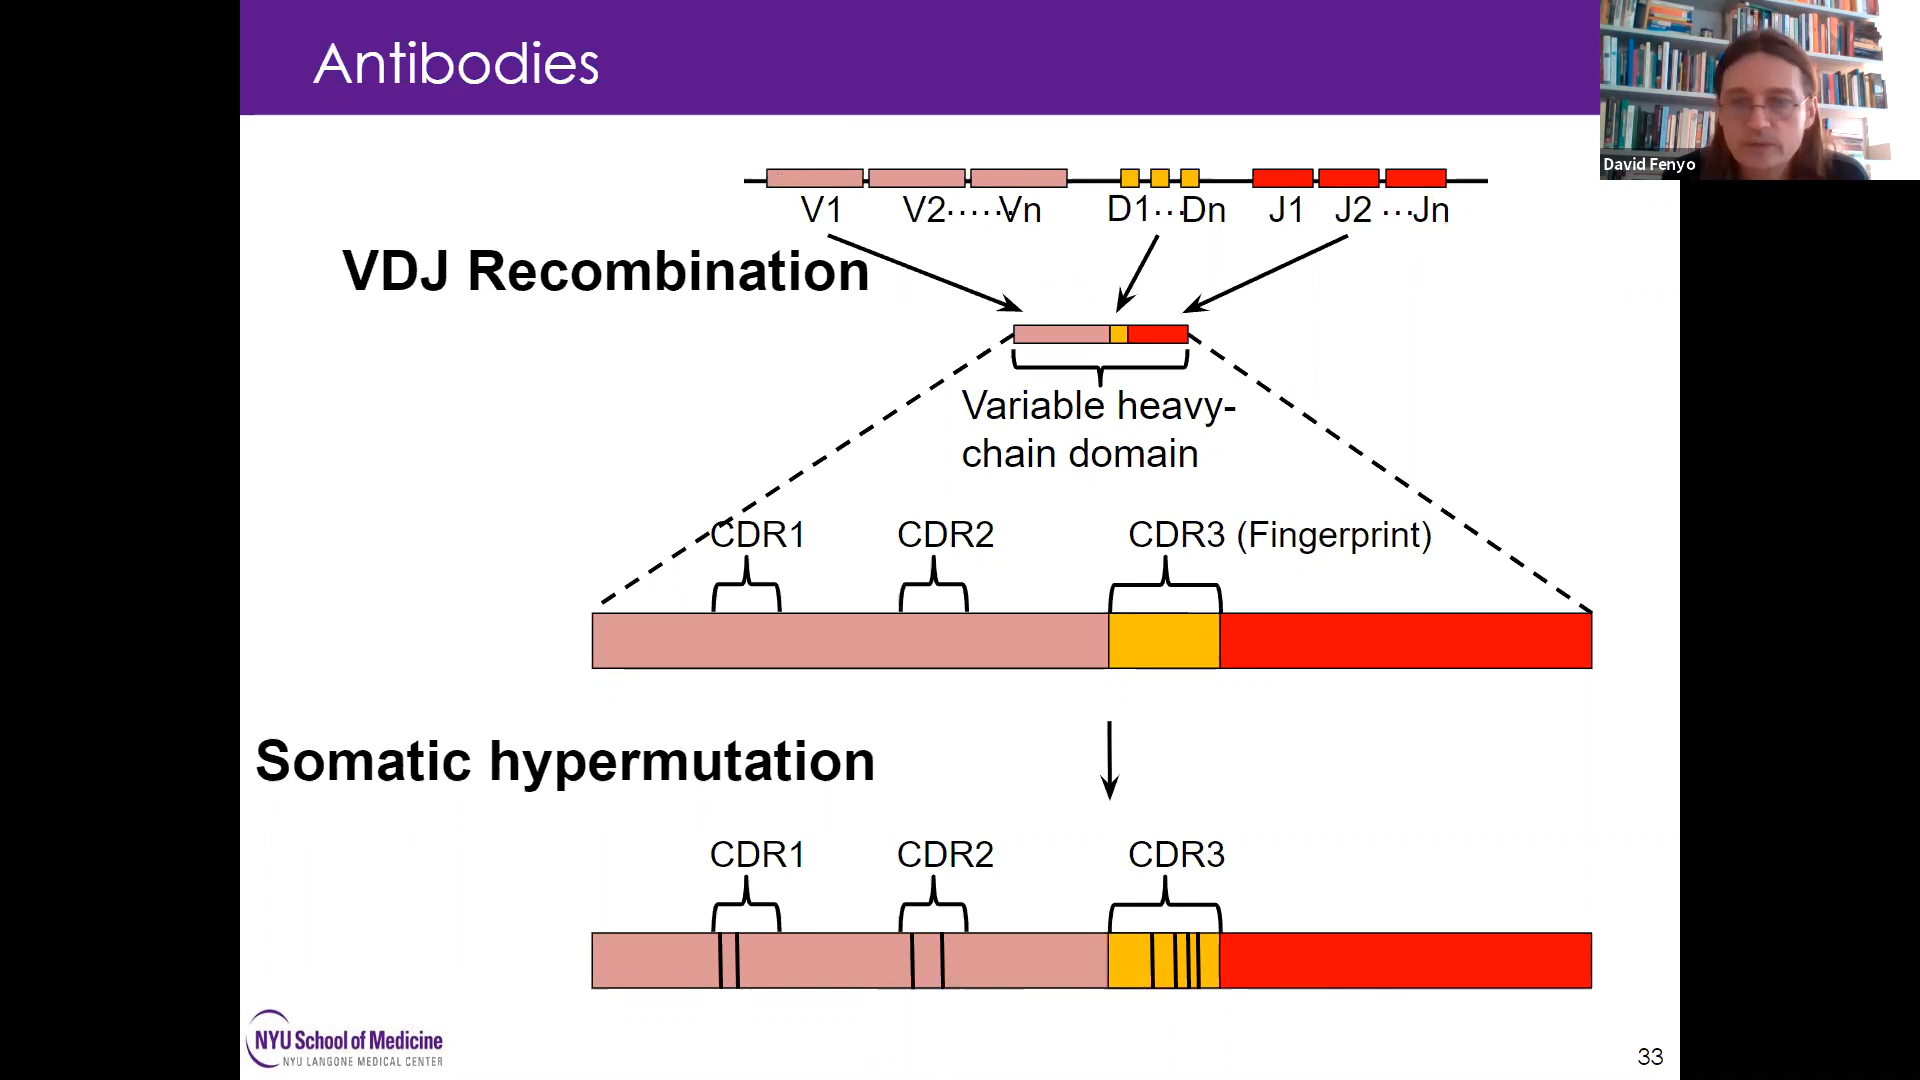 Antibodies
David Fenyo
V1 V2·····Vn D1···Dn J1 J2 ···Jn
VDJ Recombination
Variable heavy-
chain domain
CDR1 CDR2 CDR3 (Fingerprint)
Somatic hypermutation
CDR1 CDR2 CDR3
NYU School of Medicine
NYU LANGONE MEDICAL CENTER
33